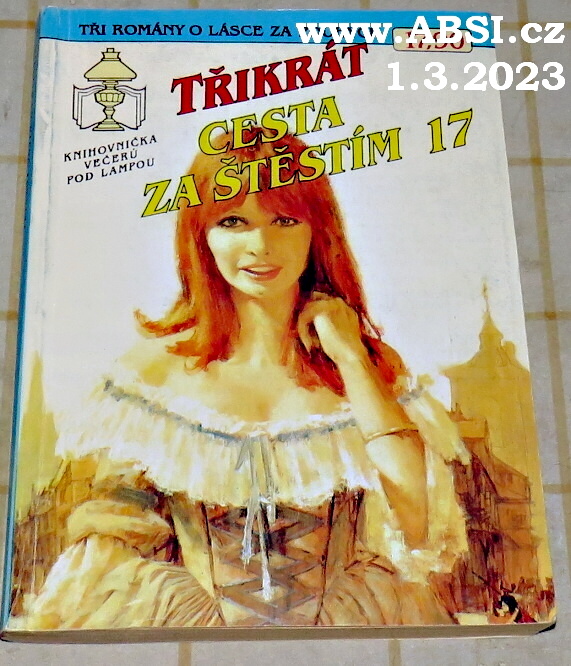 TŘI ROMÁNY O LÁSCE ZA
www.ABSI.cz
1.3.2023
TŘIKRÁT
CESTA
ZA ŠTĚSTÍM 17
KNIHOVNIČKA
VEČERŮ
POD LAMPOU